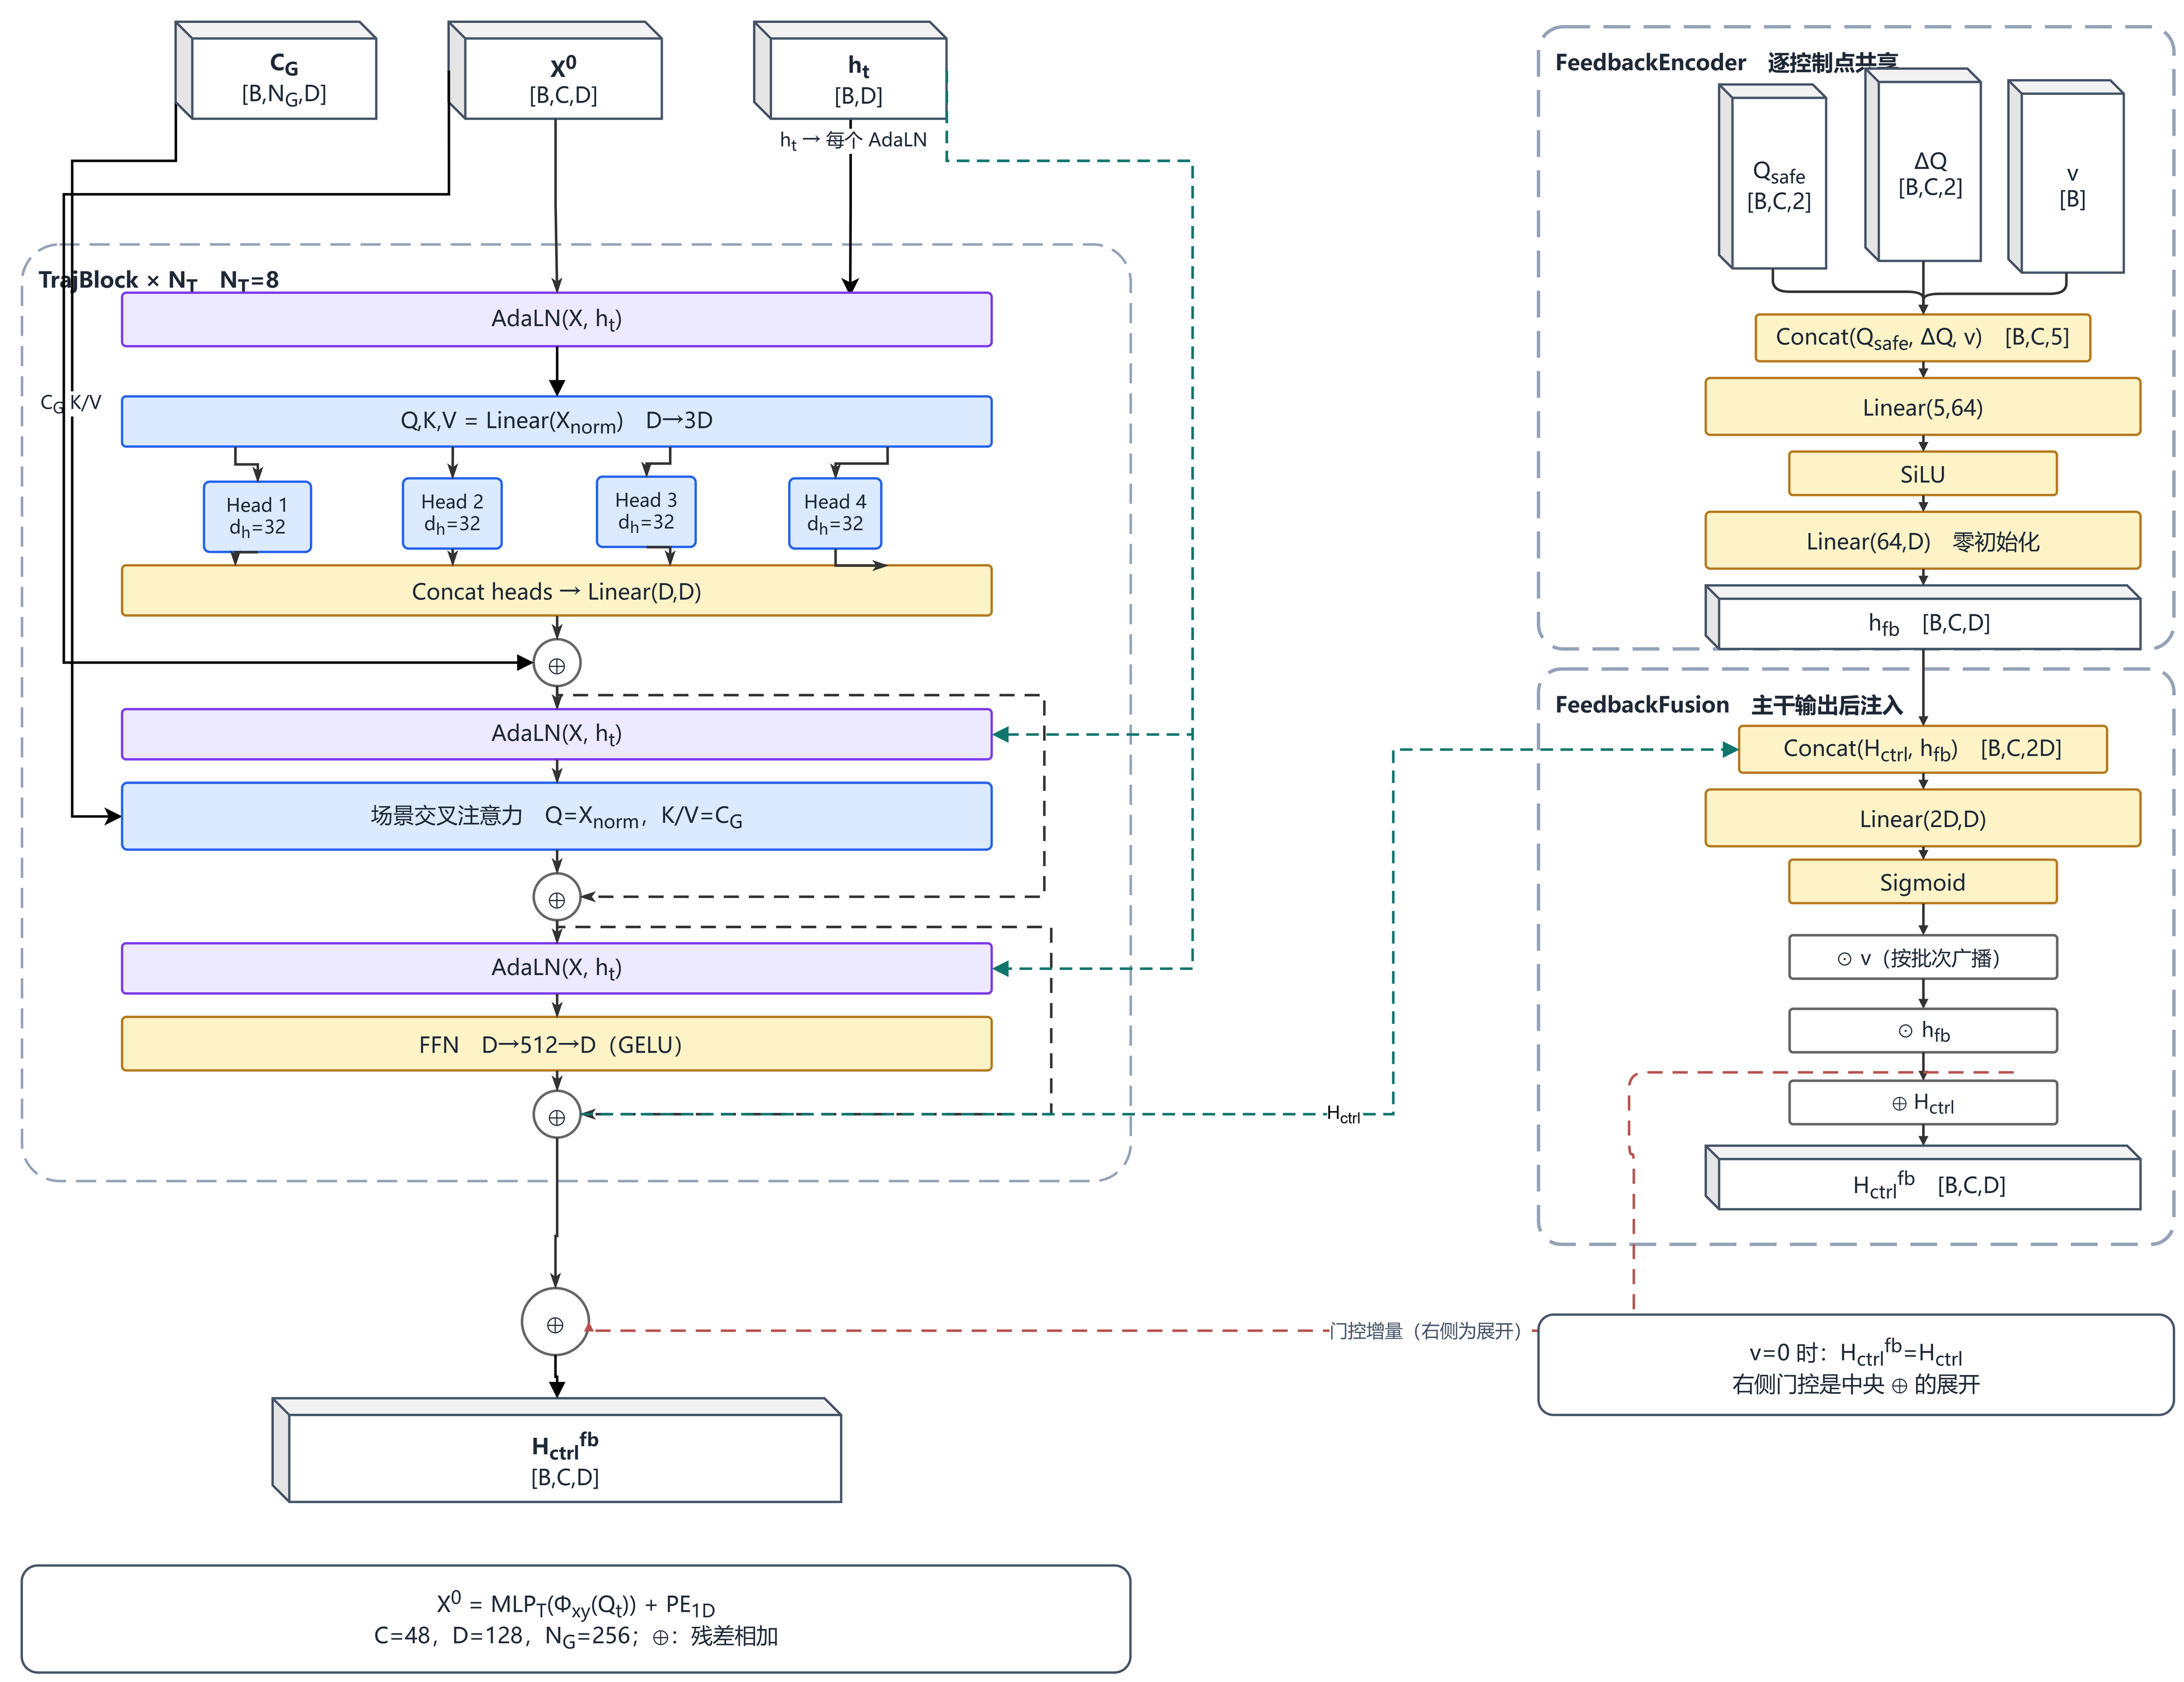 C_G
[B,N_G,D]
X⁰
[B,C,D]
h_t
[B,D]
h_t → 每个 AdaLN
TrajBlock × N_T N_T=8
AdaLN(X, h_t)
C_G K/V
Q,K,V = Linear(X_norm) D→3D
Head 1
d_h=32
Head 2
d_h=32
Head 3
d_h=32
Head 4
d_h=32
Concat heads → Linear(D,D)
⊕
AdaLN(X, h_t)
场景交叉注意力 Q=X_norm，K/V=C_G
⊕
AdaLN(X, h_t)
FFN D→512→D（GELU）
⊕
H_ctrl
⊕
门控增量（右侧为展开）
H_ctrl^fb
[B,C,D]
X⁰ = MLP_T(Φ_xy(Q_t)) + PE_1D
C=48，D=128，N_G=256；⊕：残差相加
FeedbackEncoder 逐控制点共享
Q_safe
[B,C,2]
ΔQ
[B,C,2]
v
[B]
Concat(Q_safe, ΔQ, v) [B,C,5]
Linear(5,64)
SiLU
Linear(64,D) 零初始化
h_fb [B,C,D]
FeedbackFusion 主干输出后注入
Concat(H_ctrl, h_fb) [B,C,2D]
Linear(2D,D)
Sigmoid
⊙ v（按批次广播）
⊙ h_fb
⊕ H_ctrl
H_ctrl^fb [B,C,D]
v=0 时：H_ctrl^fb=H_ctrl
右侧门控是中央 ⊕ 的展开